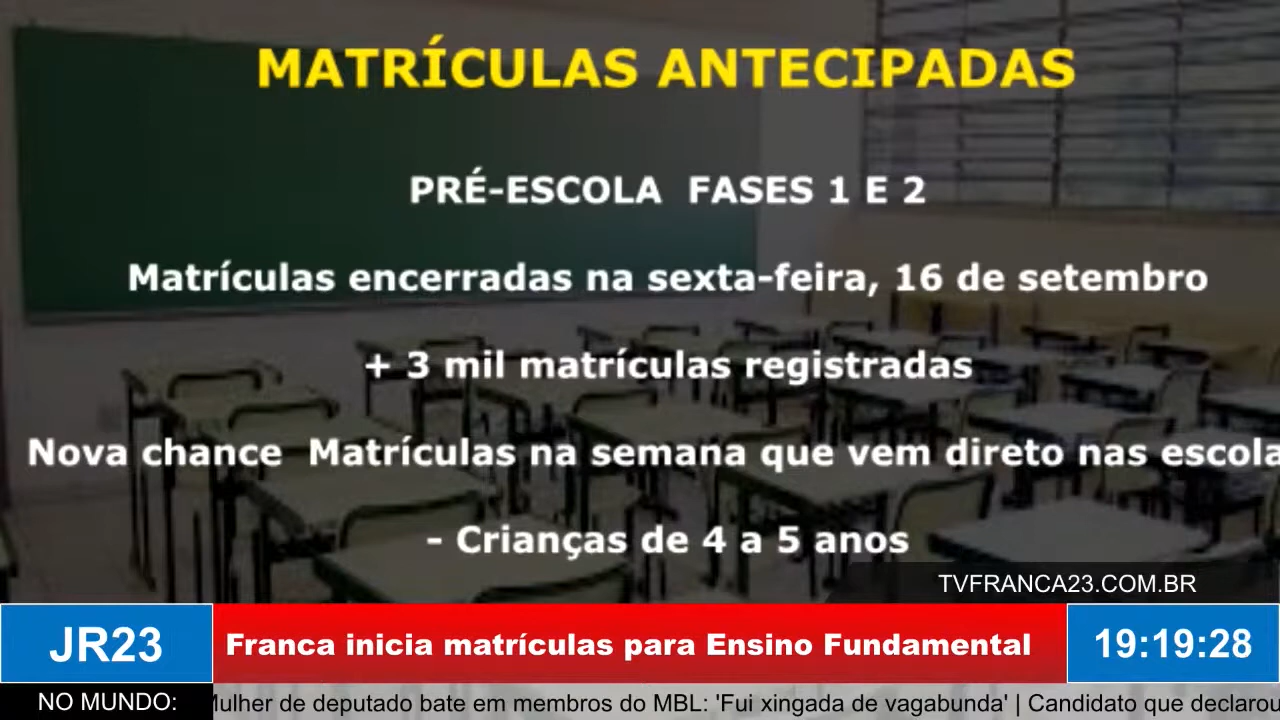 MATRÍCULAS ANTECIPADAS
PRÉ-ESCOLA FASES 1 E 2
Matrículas encerradas na sexta-feira, 16 de setembro
+ 3 mil matrículas registradas
Nova chance Matrículas na semana que vem direto nas escola
- Crianças de 4 a 5 anos
TVFRANCA23.COM.BR
JR23
Franca inicia matrículas para Ensino Fundamental
19:19:28
NO MUNDO:
Mulher de deputado bate em membros do MBL: 'Fui xingada de vagabunda' | Candidato que declarou